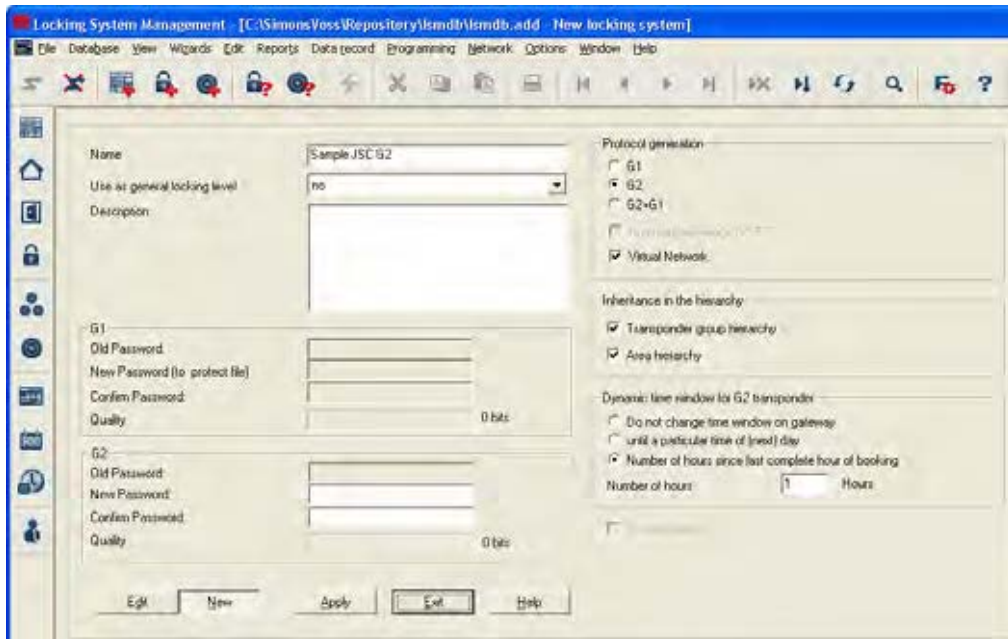 Locking System Management - [C:\SimonsVoss\Repository\lsmdb\lsmdb.add - New locking system]
File Database View Wizards Edit Reports Data record Programming Network Options Window Help
Name
Sample JSC G2
Use as general locking level
no
Description
G1
Old Password
New Password (to protect file)
Confirm Password
Quality
0 bits
G2
Old Password
New Password
Confirm Password
Quality
0 bits
Edit New Apply Exit Help
Protocol generation
G1
G2
G2+G1
Virtual Network
Inheritance in the hierarchy
Transponder group hierarchy
Area hierarchy
Dynamic time window for G2 transponder
Do not change time window on gateway
until a particular time of (next) day
Number of hours since last complete hour of booking
Number of hours 1 Hours